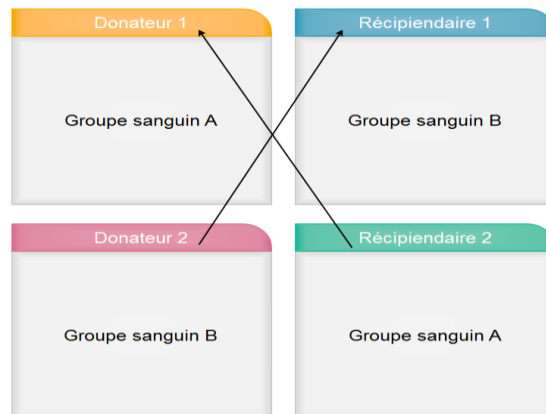 Donateur 1
Récipiendaire 1
Groupe sanguin A
Groupe sanguin B
Donateur 2
Récipiendaire 2
Groupe sanguin B
Groupe sanguin A